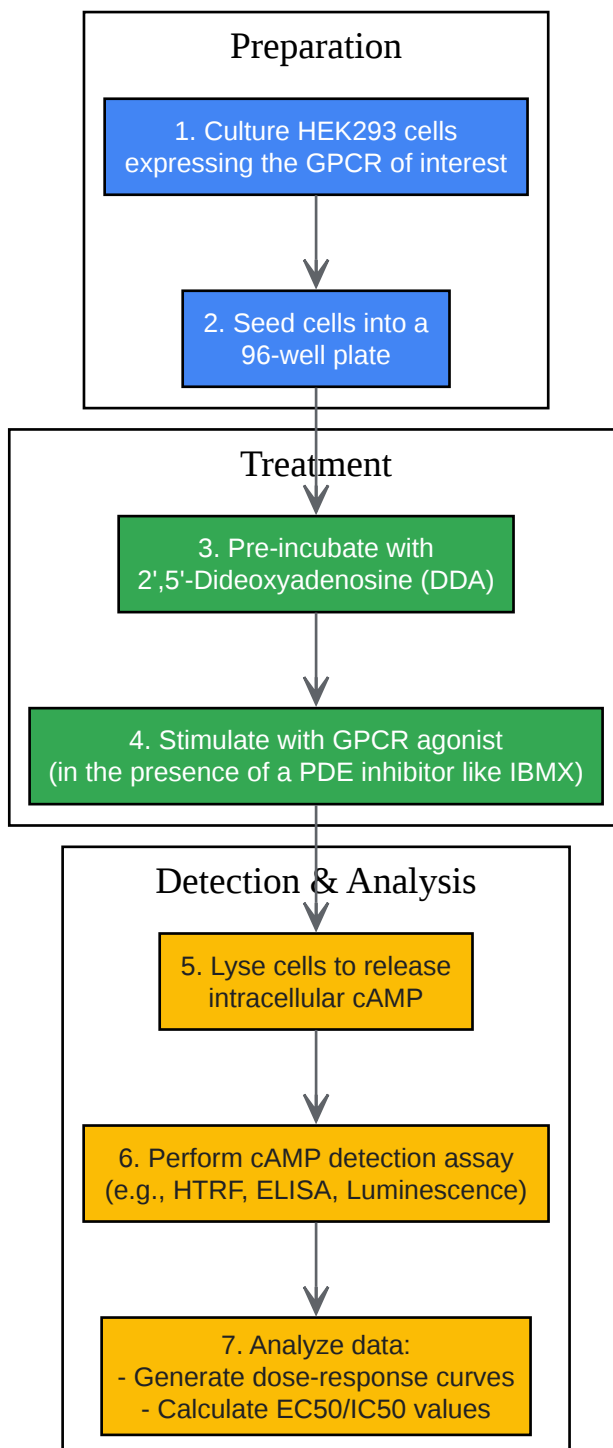 Preparation
1. Culture HEK293 cells
expressing the GPCR of interest
2. Seed cells into a
96-well plate
Treatment
3. Pre-incubate with
2',5'-Dideoxyadenosine (DDA)
4. Stimulate with GPCR agonist
(in the presence of a PDE inhibitor like IBMX)
Detection & Analysis
5. Lyse cells to release
intracellular cAMP
6. Perform cAMP detection assay
(e.g., HTRF, ELISA, Luminescence)
7. Analyze data:
- Generate dose-response curves
- Calculate EC50/IC50 values